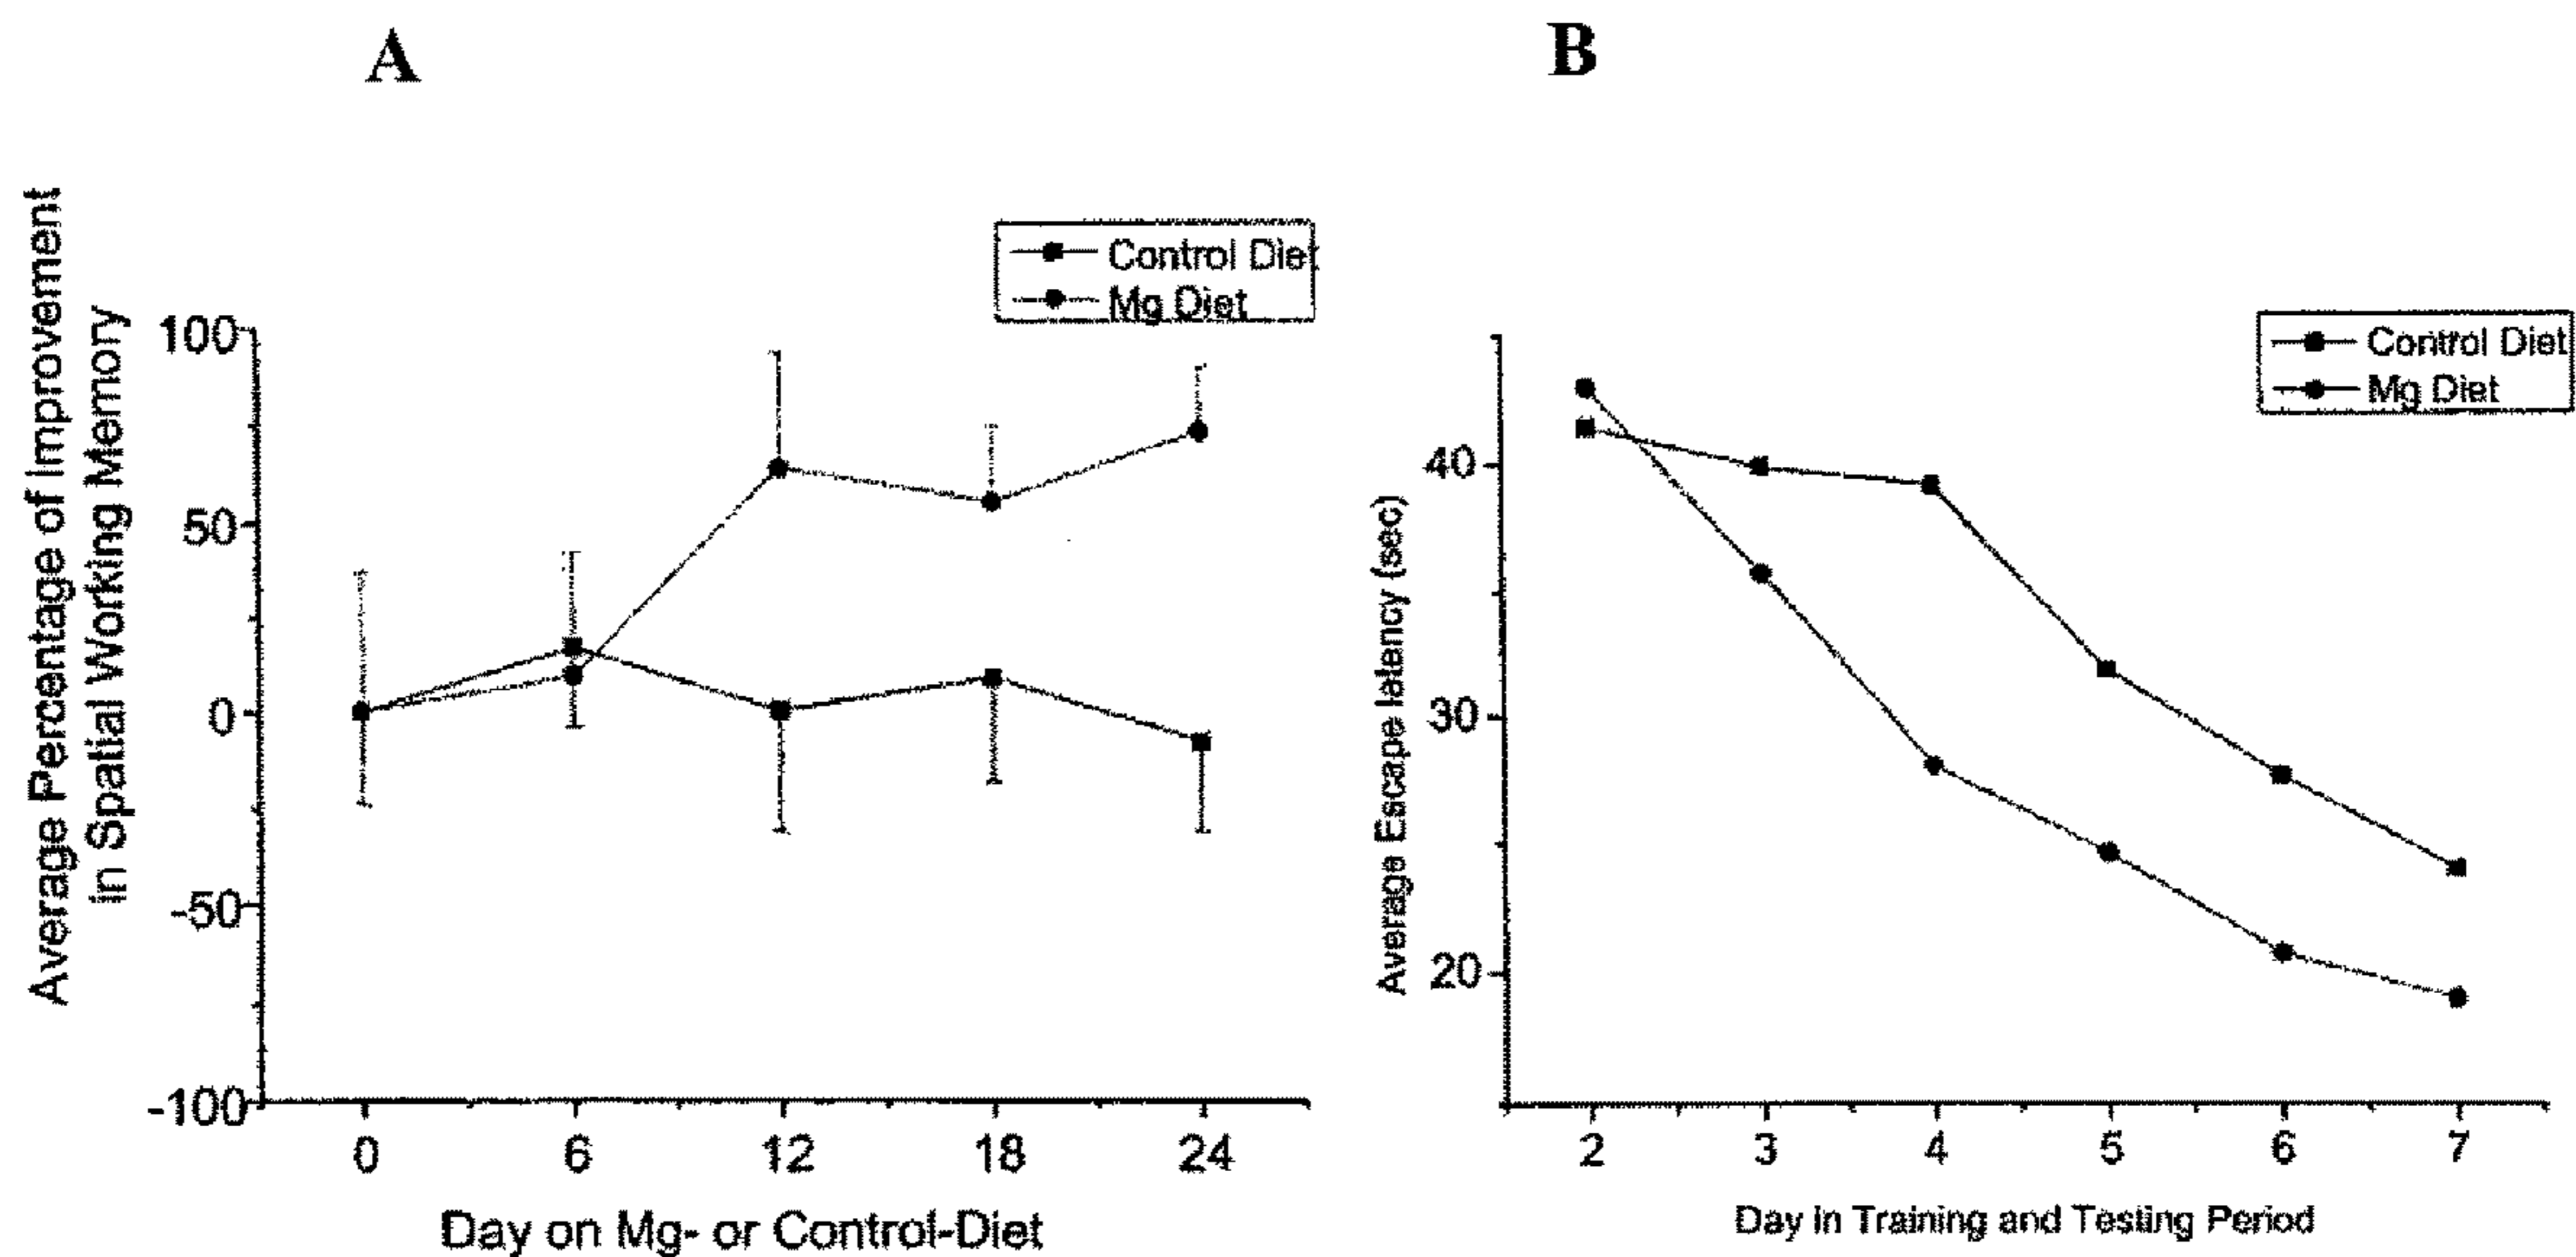 A
Average Percentage of Improvement
in Spatial Working Memory
100
50
0
-50
-100
Control Diet
Mg Diet
0 6 12 18 24
Day on Mg- or Control-Diet
B
Average Escape latency (sec)
40
30
20
Control Diet
Mg Diet
2 3 4 5 6 7
Day in Training and Testing Period